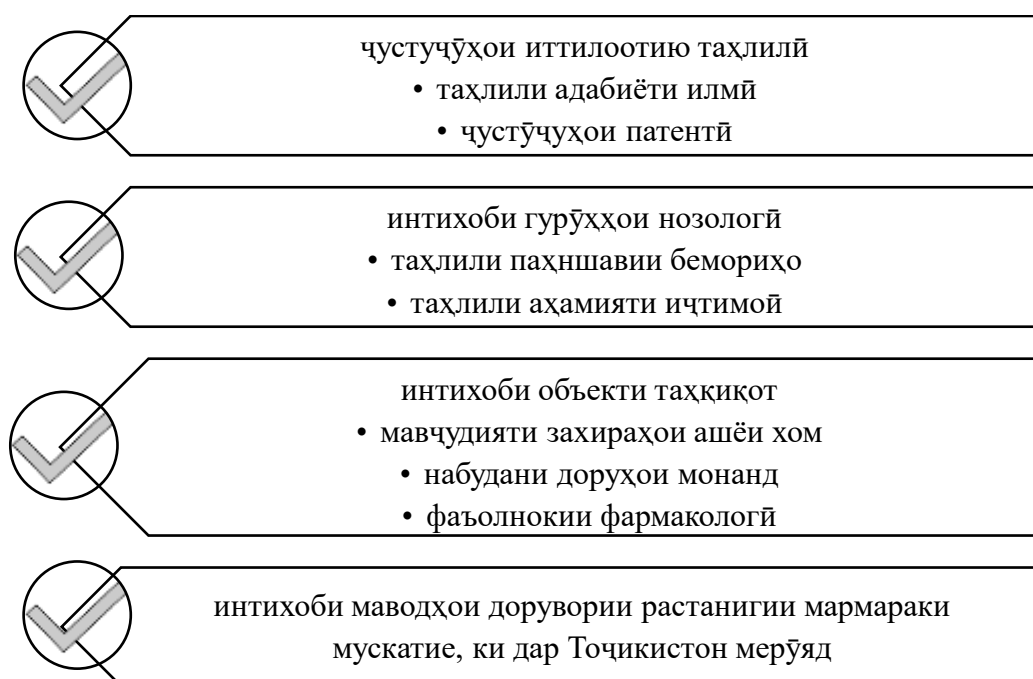 ҷустуҷӯҳои иттилоотию таҳлилӣ
• таҳлили адабиёти илмӣ
• ҷустӯҷуҳои патентӣ
интихоби гурӯҳҳои нозологӣ
• таҳлили паҳншавии бемориҳо
• таҳлили аҳамияти иҷтимоӣ
интихоби объекти таҳқиқот
• мавҷудияти захираҳои ашёи хом
• набудани доруҳои монанд
• фаъолнокии фармакологӣ
интихоби маводҳои дорувории растанигии мармараки
мускатие, ки дар Тоҷикистон мерӯяд